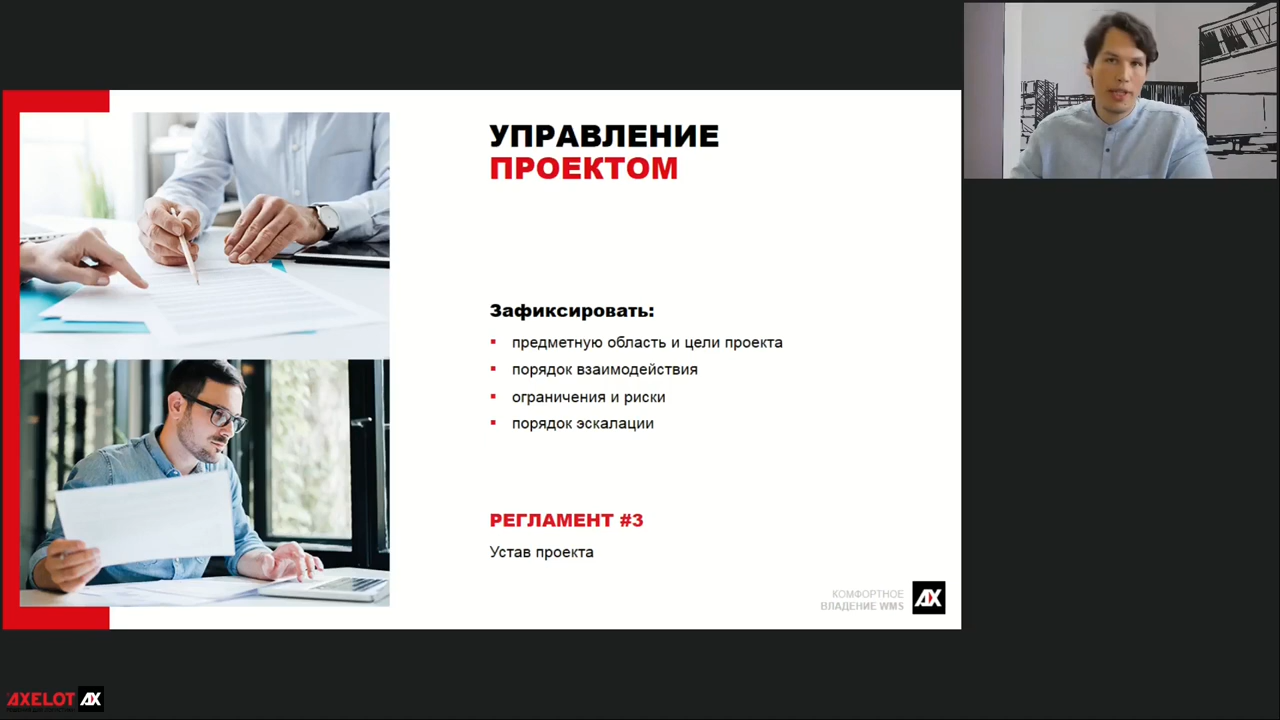 УПРАВЛЕНИЕ
ПРОЕКТОМ
Зафиксировать:
предметную область и цели проекта
порядок взаимодействия
ограничения и риски
порядок эскалации
РЕГЛАМЕНТ #3
Устав проекта
КОМФОРТНОЕ
ВЛАДЕНИЕ WMS
AX
AXELOT AX